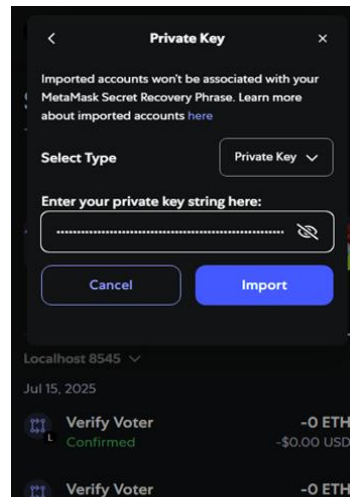 Private Key
Imported accounts won't be associated with your
MetaMask Secret Recovery Phrase. Learn more
about imported accounts here
Select Type
Private Key
Enter your private key string here:
Cancel
Import
Localhost 8545
Jul 15, 2025
Verify Voter
-0 ETH
L
Confirmed
-$0.00 USD
Verify Voter
-0 ETH